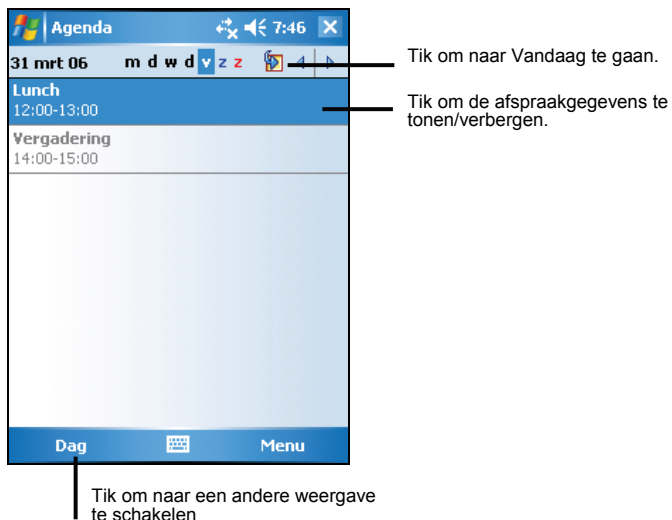 Agenda 7:46
31 mrt 06 m d w d v z z
Tik om naar Vandaag te gaan.
Lunch
12:00-13:00
Tik om de afspraakgegevens te
tonen/verbergen.
Vergadering
14:00-15:00
Dag Menu
Tik om naar een andere weergave
te schakelen